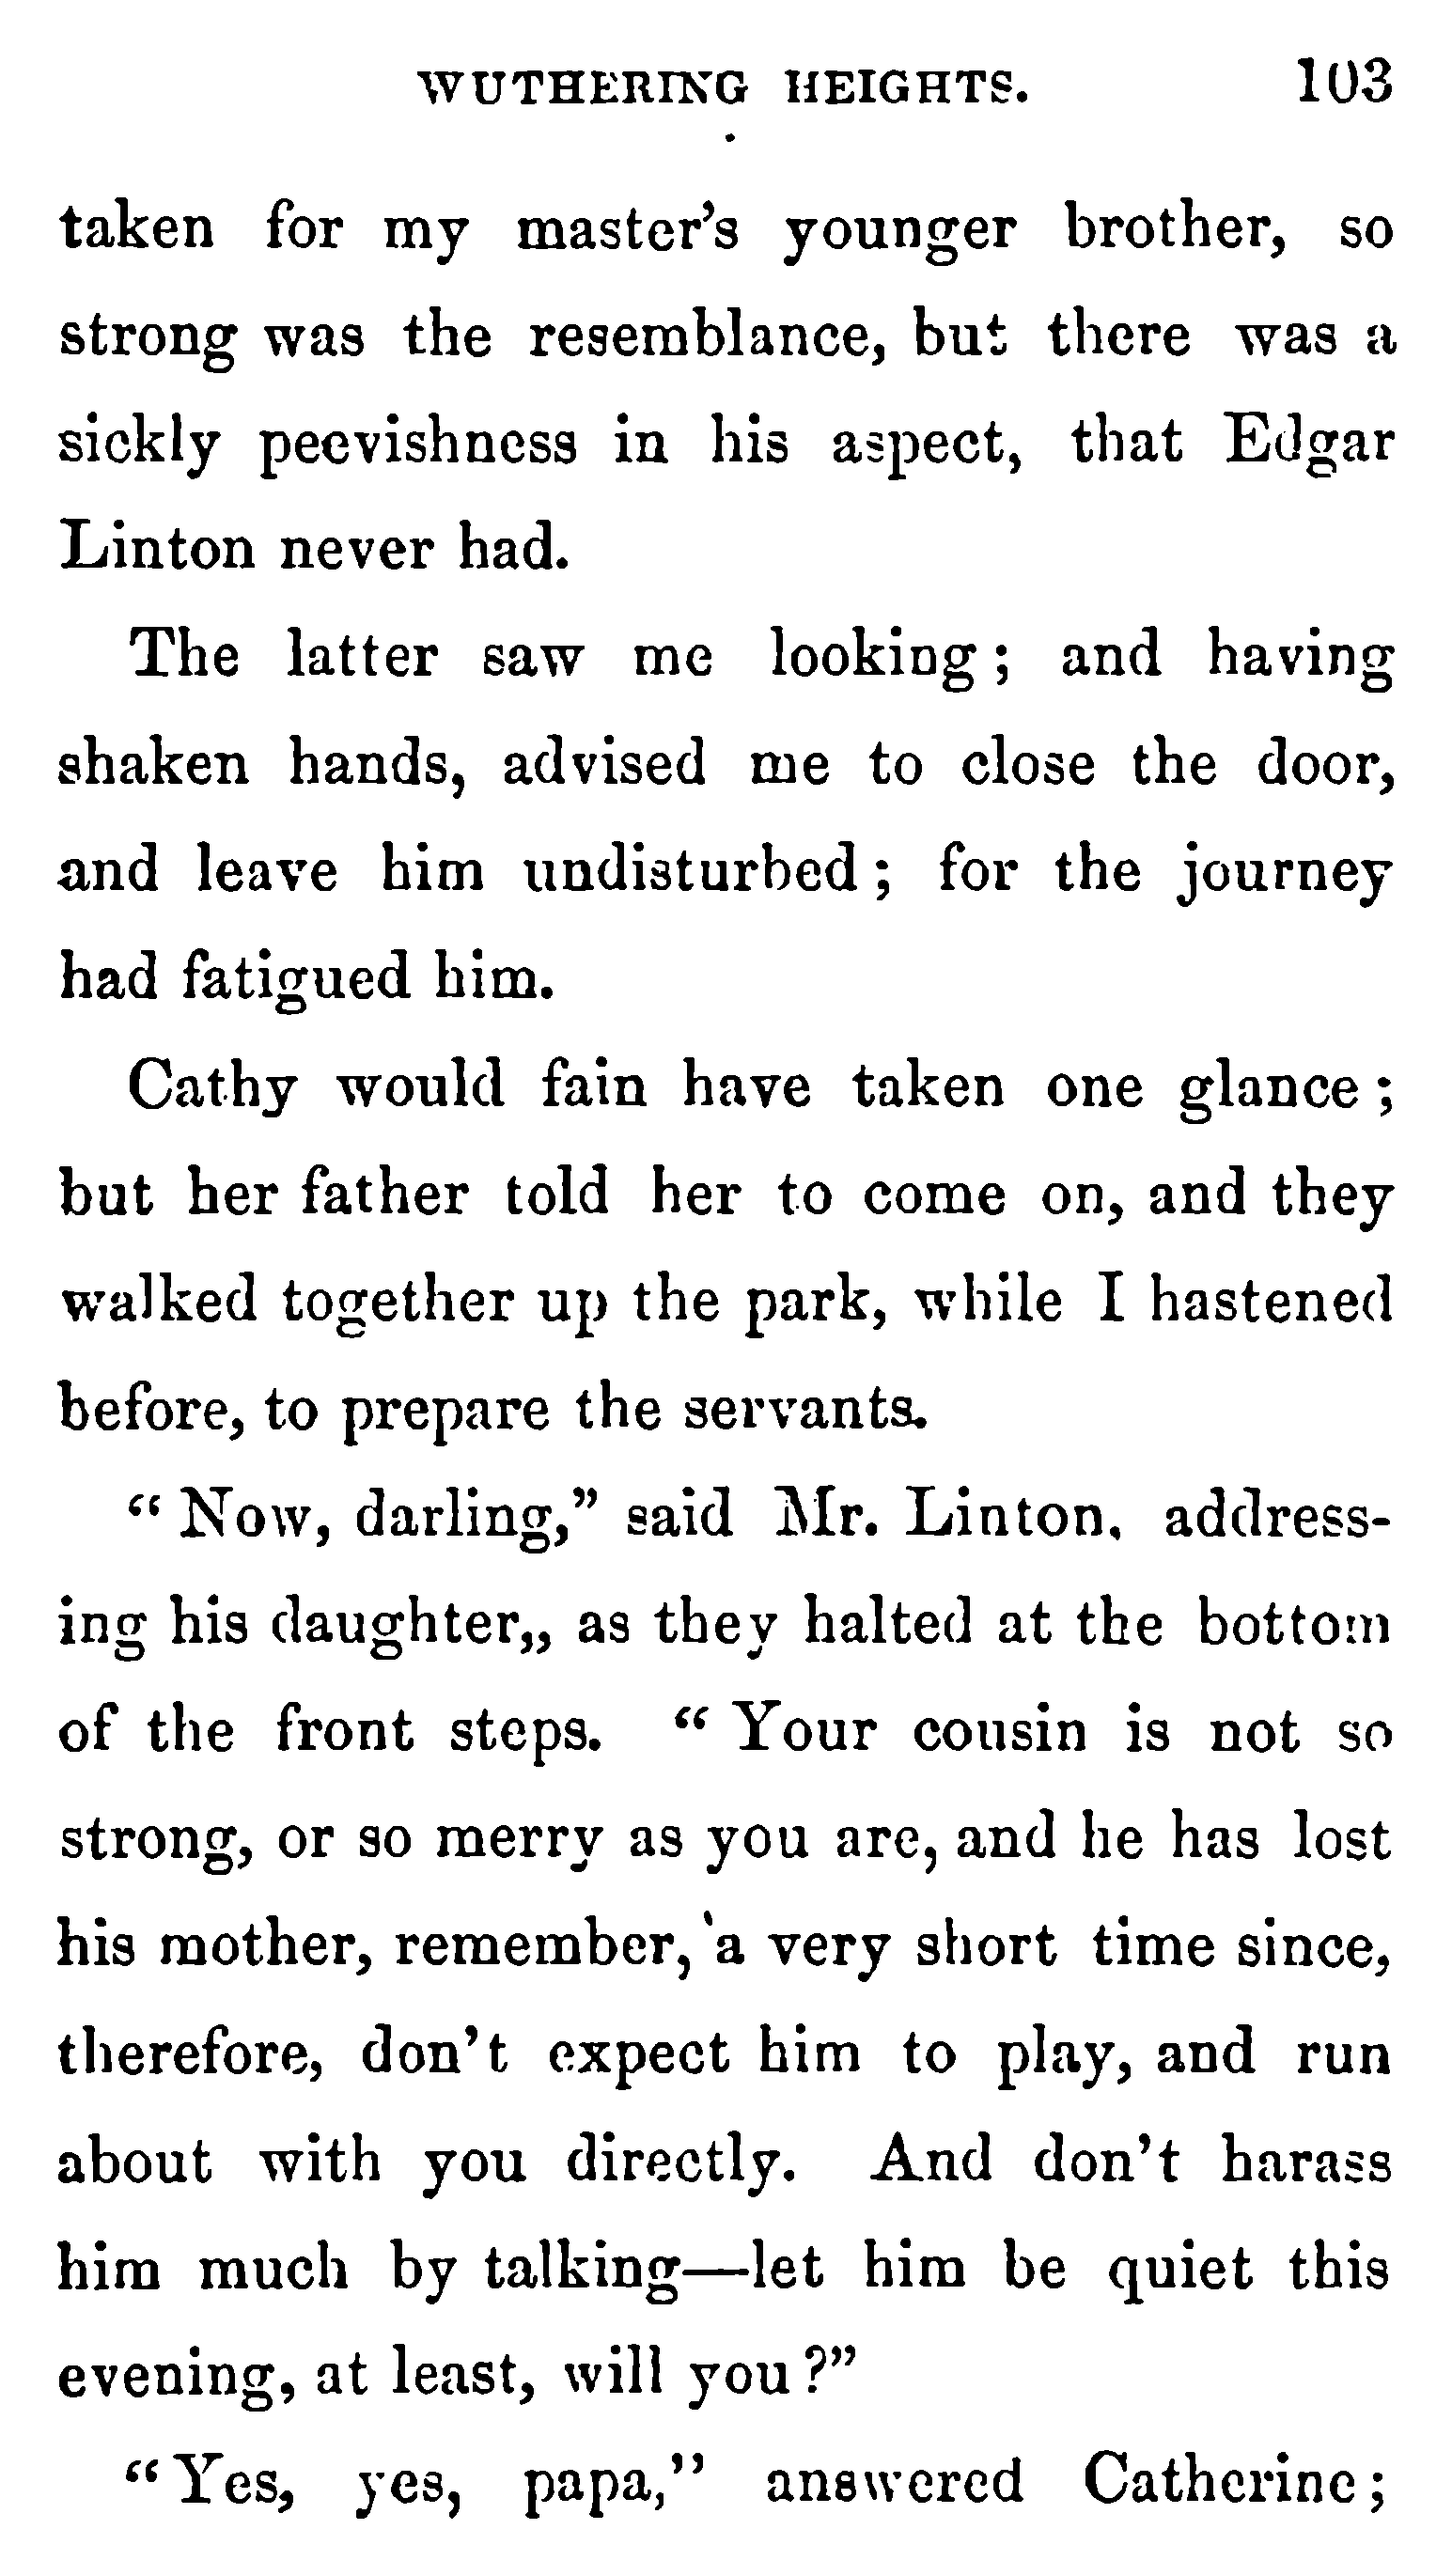 WUTHERING HEIGHTS. 103
taken for my master's younger brother, so
strong was the resemblance, but there was a
sickly peevishness in his aspect, that Edgar
Linton never had.
The latter saw me looking; and having
shaken hands, advised me to close the door,
and leave him undisturbed; for the journey
had fatigued him.
Cathy would fain have taken one glance;
but her father told her to come on, and they
walked together up the park, while I hastened
before, to prepare the servants.
"Now, darling," said Mr. Linton, address-
ing his daughter,, as they halted at the bottom
of the front steps. "Your cousin is not so
strong, or so merry as you are, and he has lost
his mother, remember, a very short time since,
therefore, don't expect him to play, and run
about with you directly. And don't harass
him much by talking—let him be quiet this
evening, at least, will you?"
"Yes, yes, papa," answered Catherine;